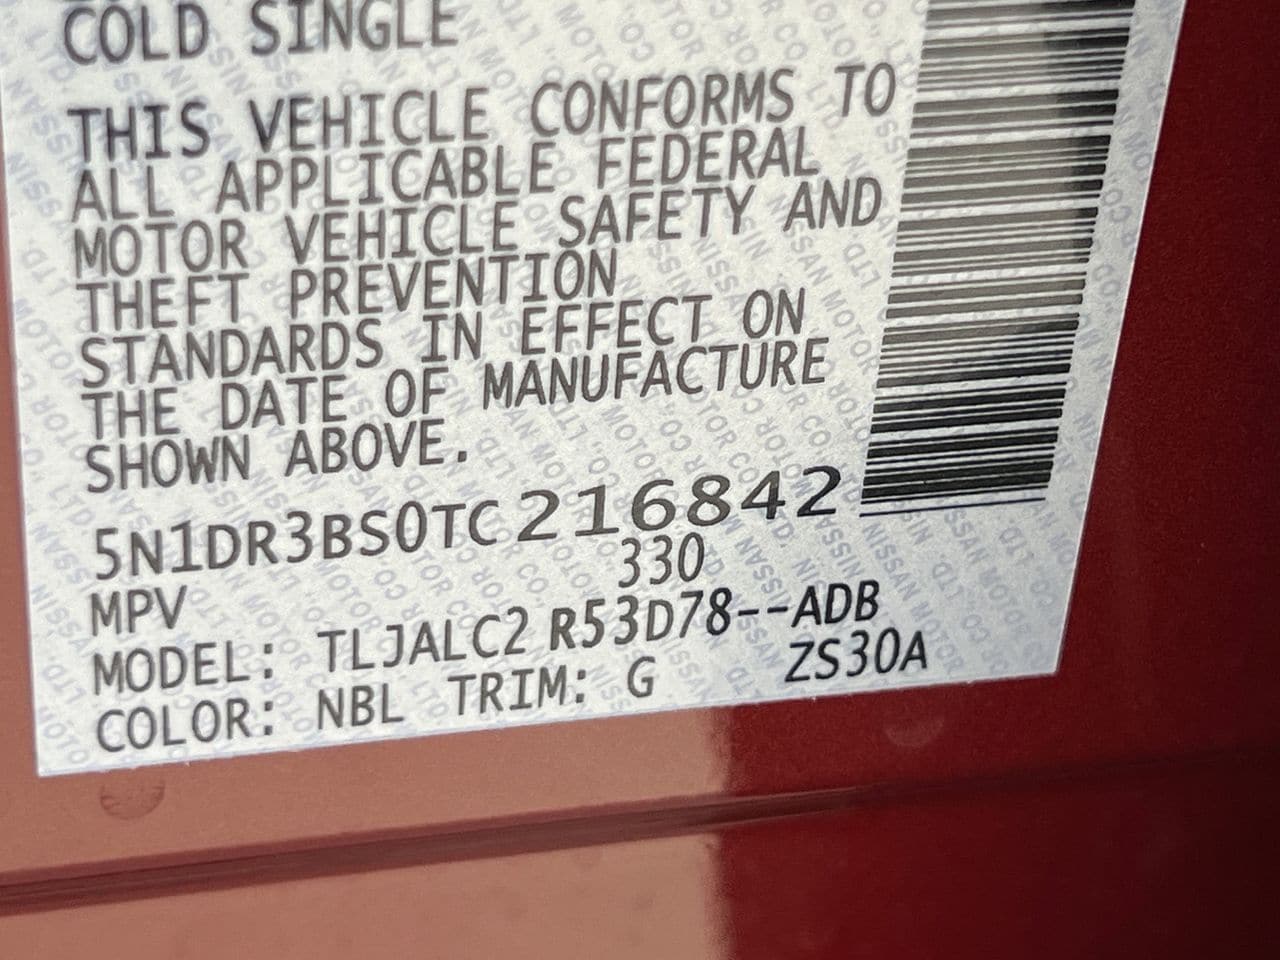 COLD SINGLE
THIS VEHICLE CONFORMS TO
ALL APPLICABLE FEDERAL
MOTOR VEHICLE SAFETY AND
THEFT PREVENTION
STANDARDS IN EFFECT ON
THE DATE OF MANUFACTURE
SHOWN ABOVE.
5N1DR3BS0TC216842
MPV 330
MODEL: TLJALC2 R53D78--ADB
COLOR: NBL TRIM: G ZS30A